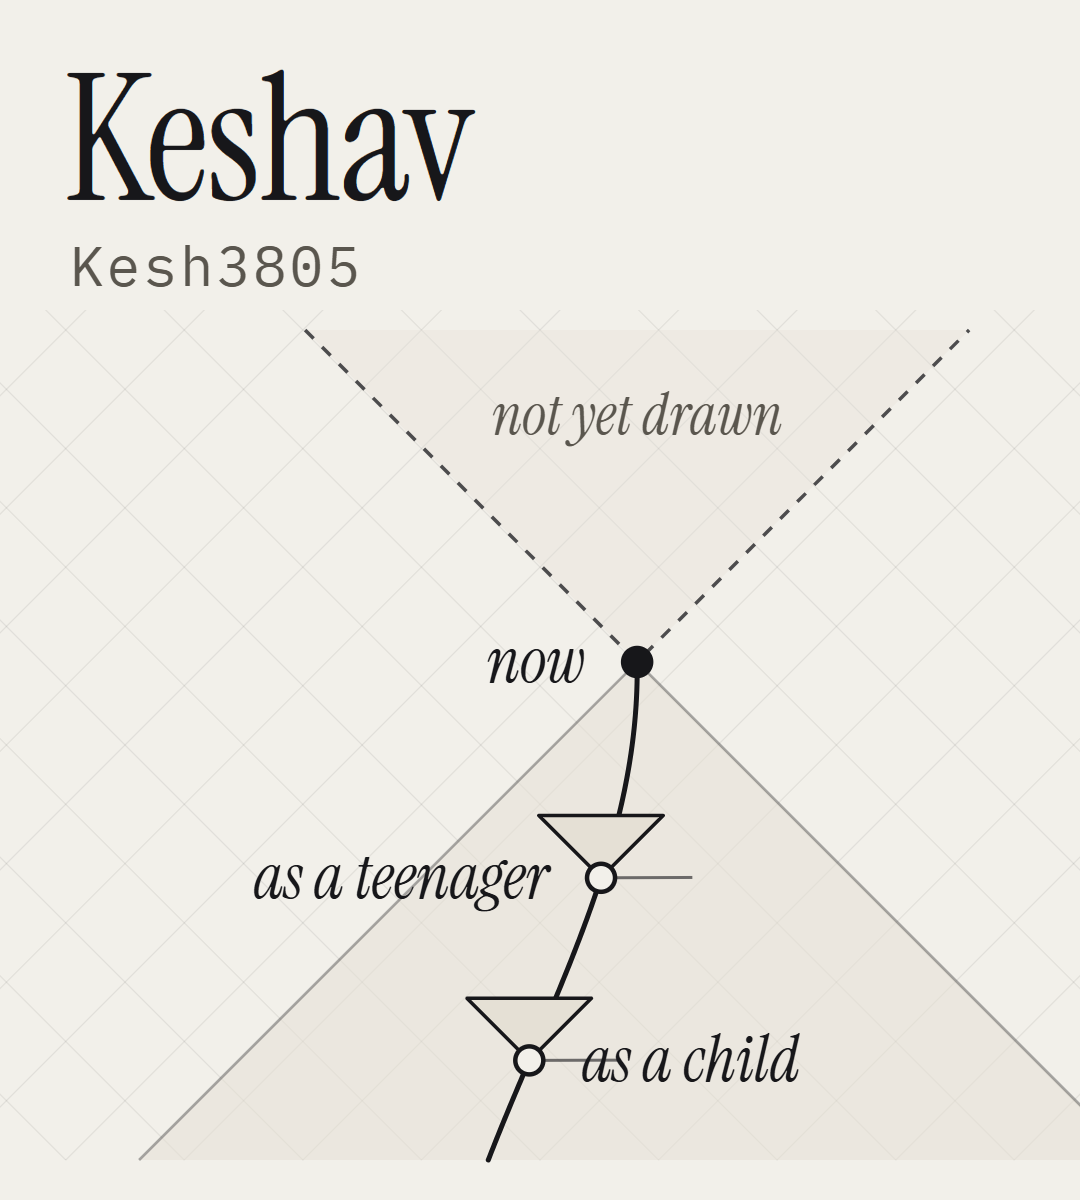 Keshav
Kesh3805
not yet drawn
now
as a teenager
as a child